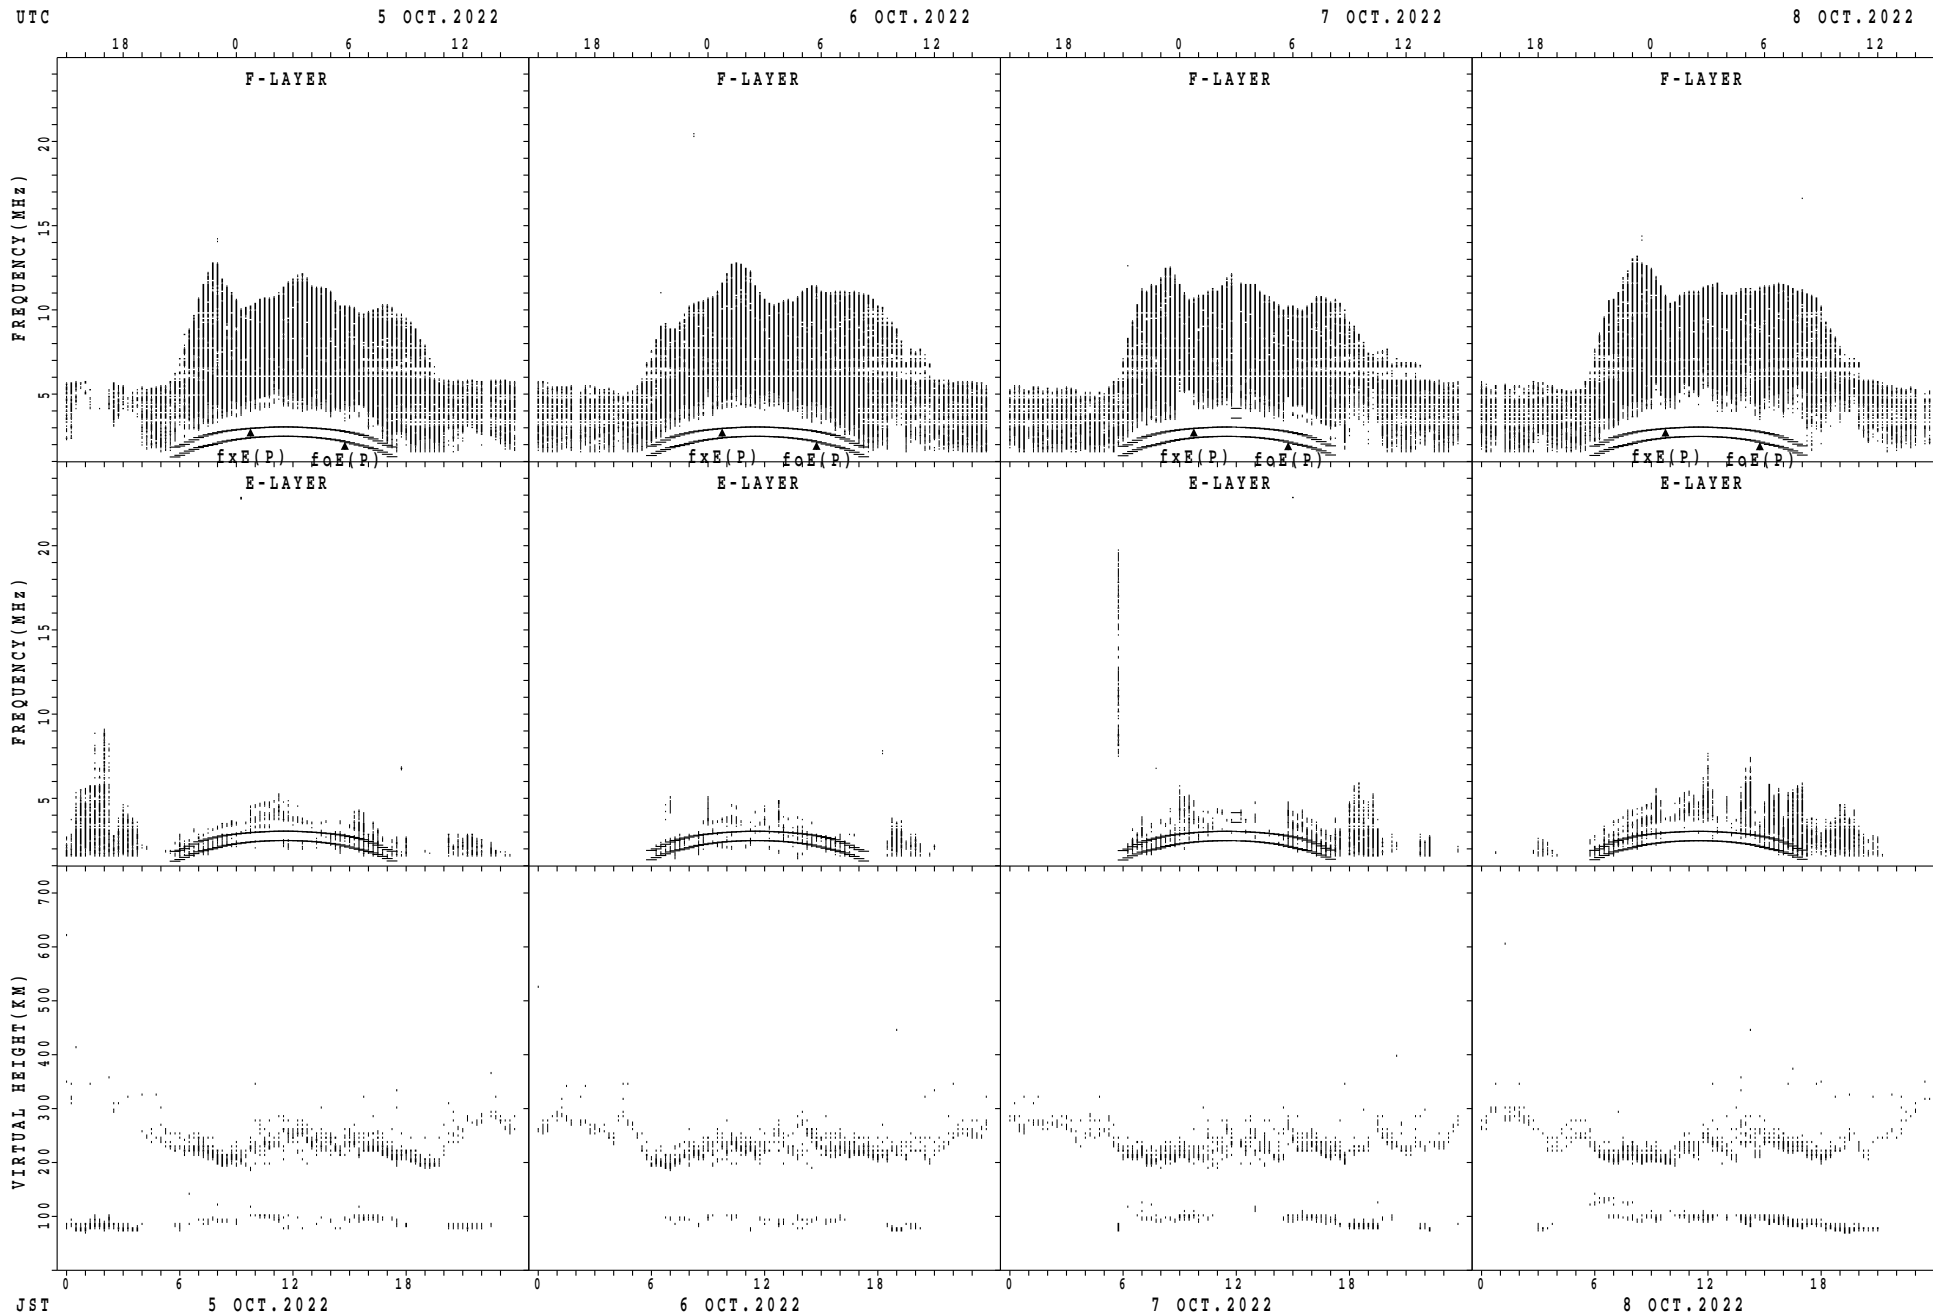 UTC 5 OCT.2022 6 OCT.2022 7 OCT.2022 8 OCT.2022
18 0 6 12 18 0 6 12 18 0 6 12 18 0 6 12
F-LAYER F-LAYER F-LAYER F-LAYER
FREQUENCY(MHz)
20
15
10
5
fxE(P) foE(P) fxE(P) foE(P) fxE(P) foE(P) fxE(P) foE(P)
E-LAYER E-LAYER E-LAYER E-LAYER
FREQUENCY(MHz)
20
15
10
5
VIRTUAL HEIGHT(KM)
700
600
500
400
300
200
100
0 6 12 18 0 6 12 18 0 6 12 18 0 6 12 18
JST 5 OCT.2022 6 OCT.2022 7 OCT.2022 8 OCT.2022